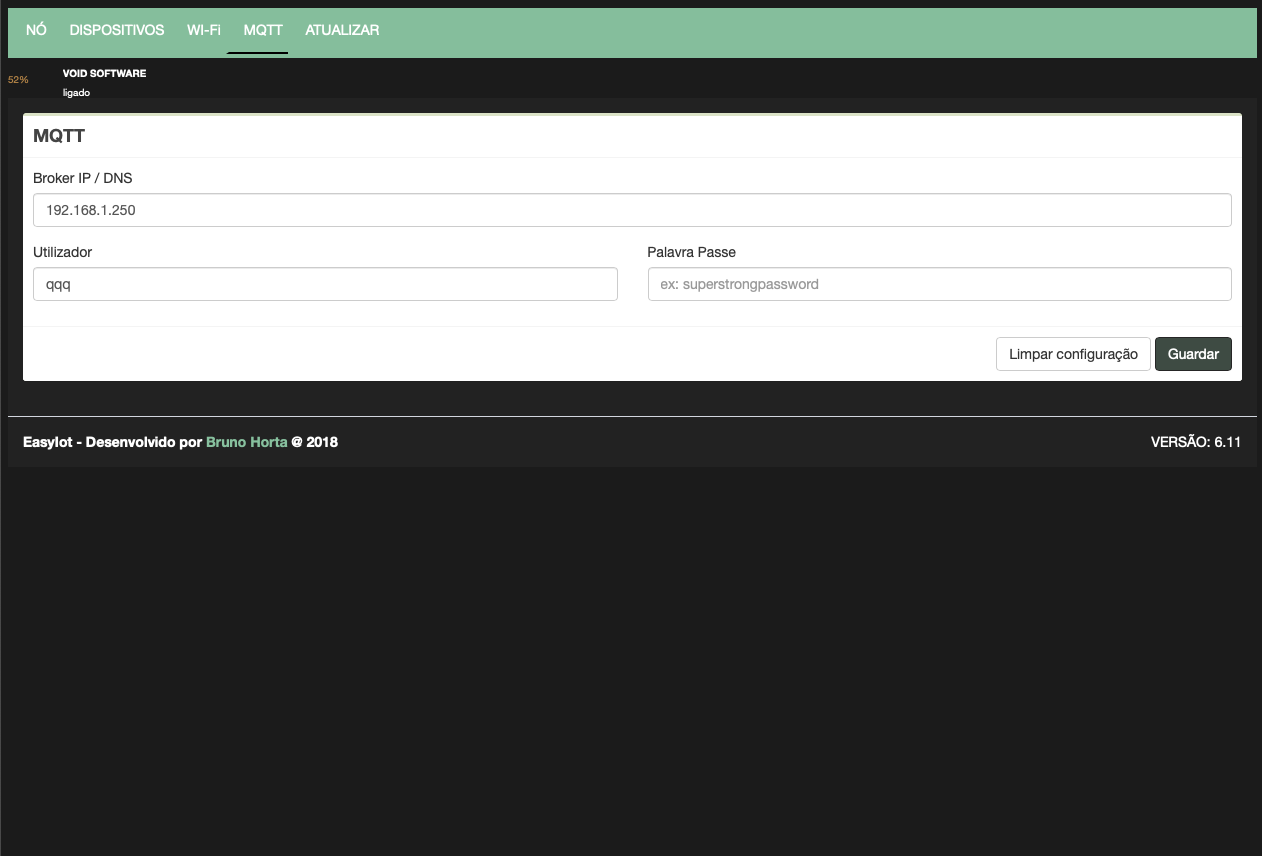 NÓ DISPOSITIVOS WI-FI MQTT ATUALIZAR
52%
VOID SOFTWARE
ligado
MQTT
Broker IP / DNS
192.168.1.250
Utilizador
qqq
Palavra Passe
ex: superstrongpassword
Limpar configuração Guardar
EasyIot - Desenvolvido por Bruno Horta @ 2018
VERSÃO: 6.11